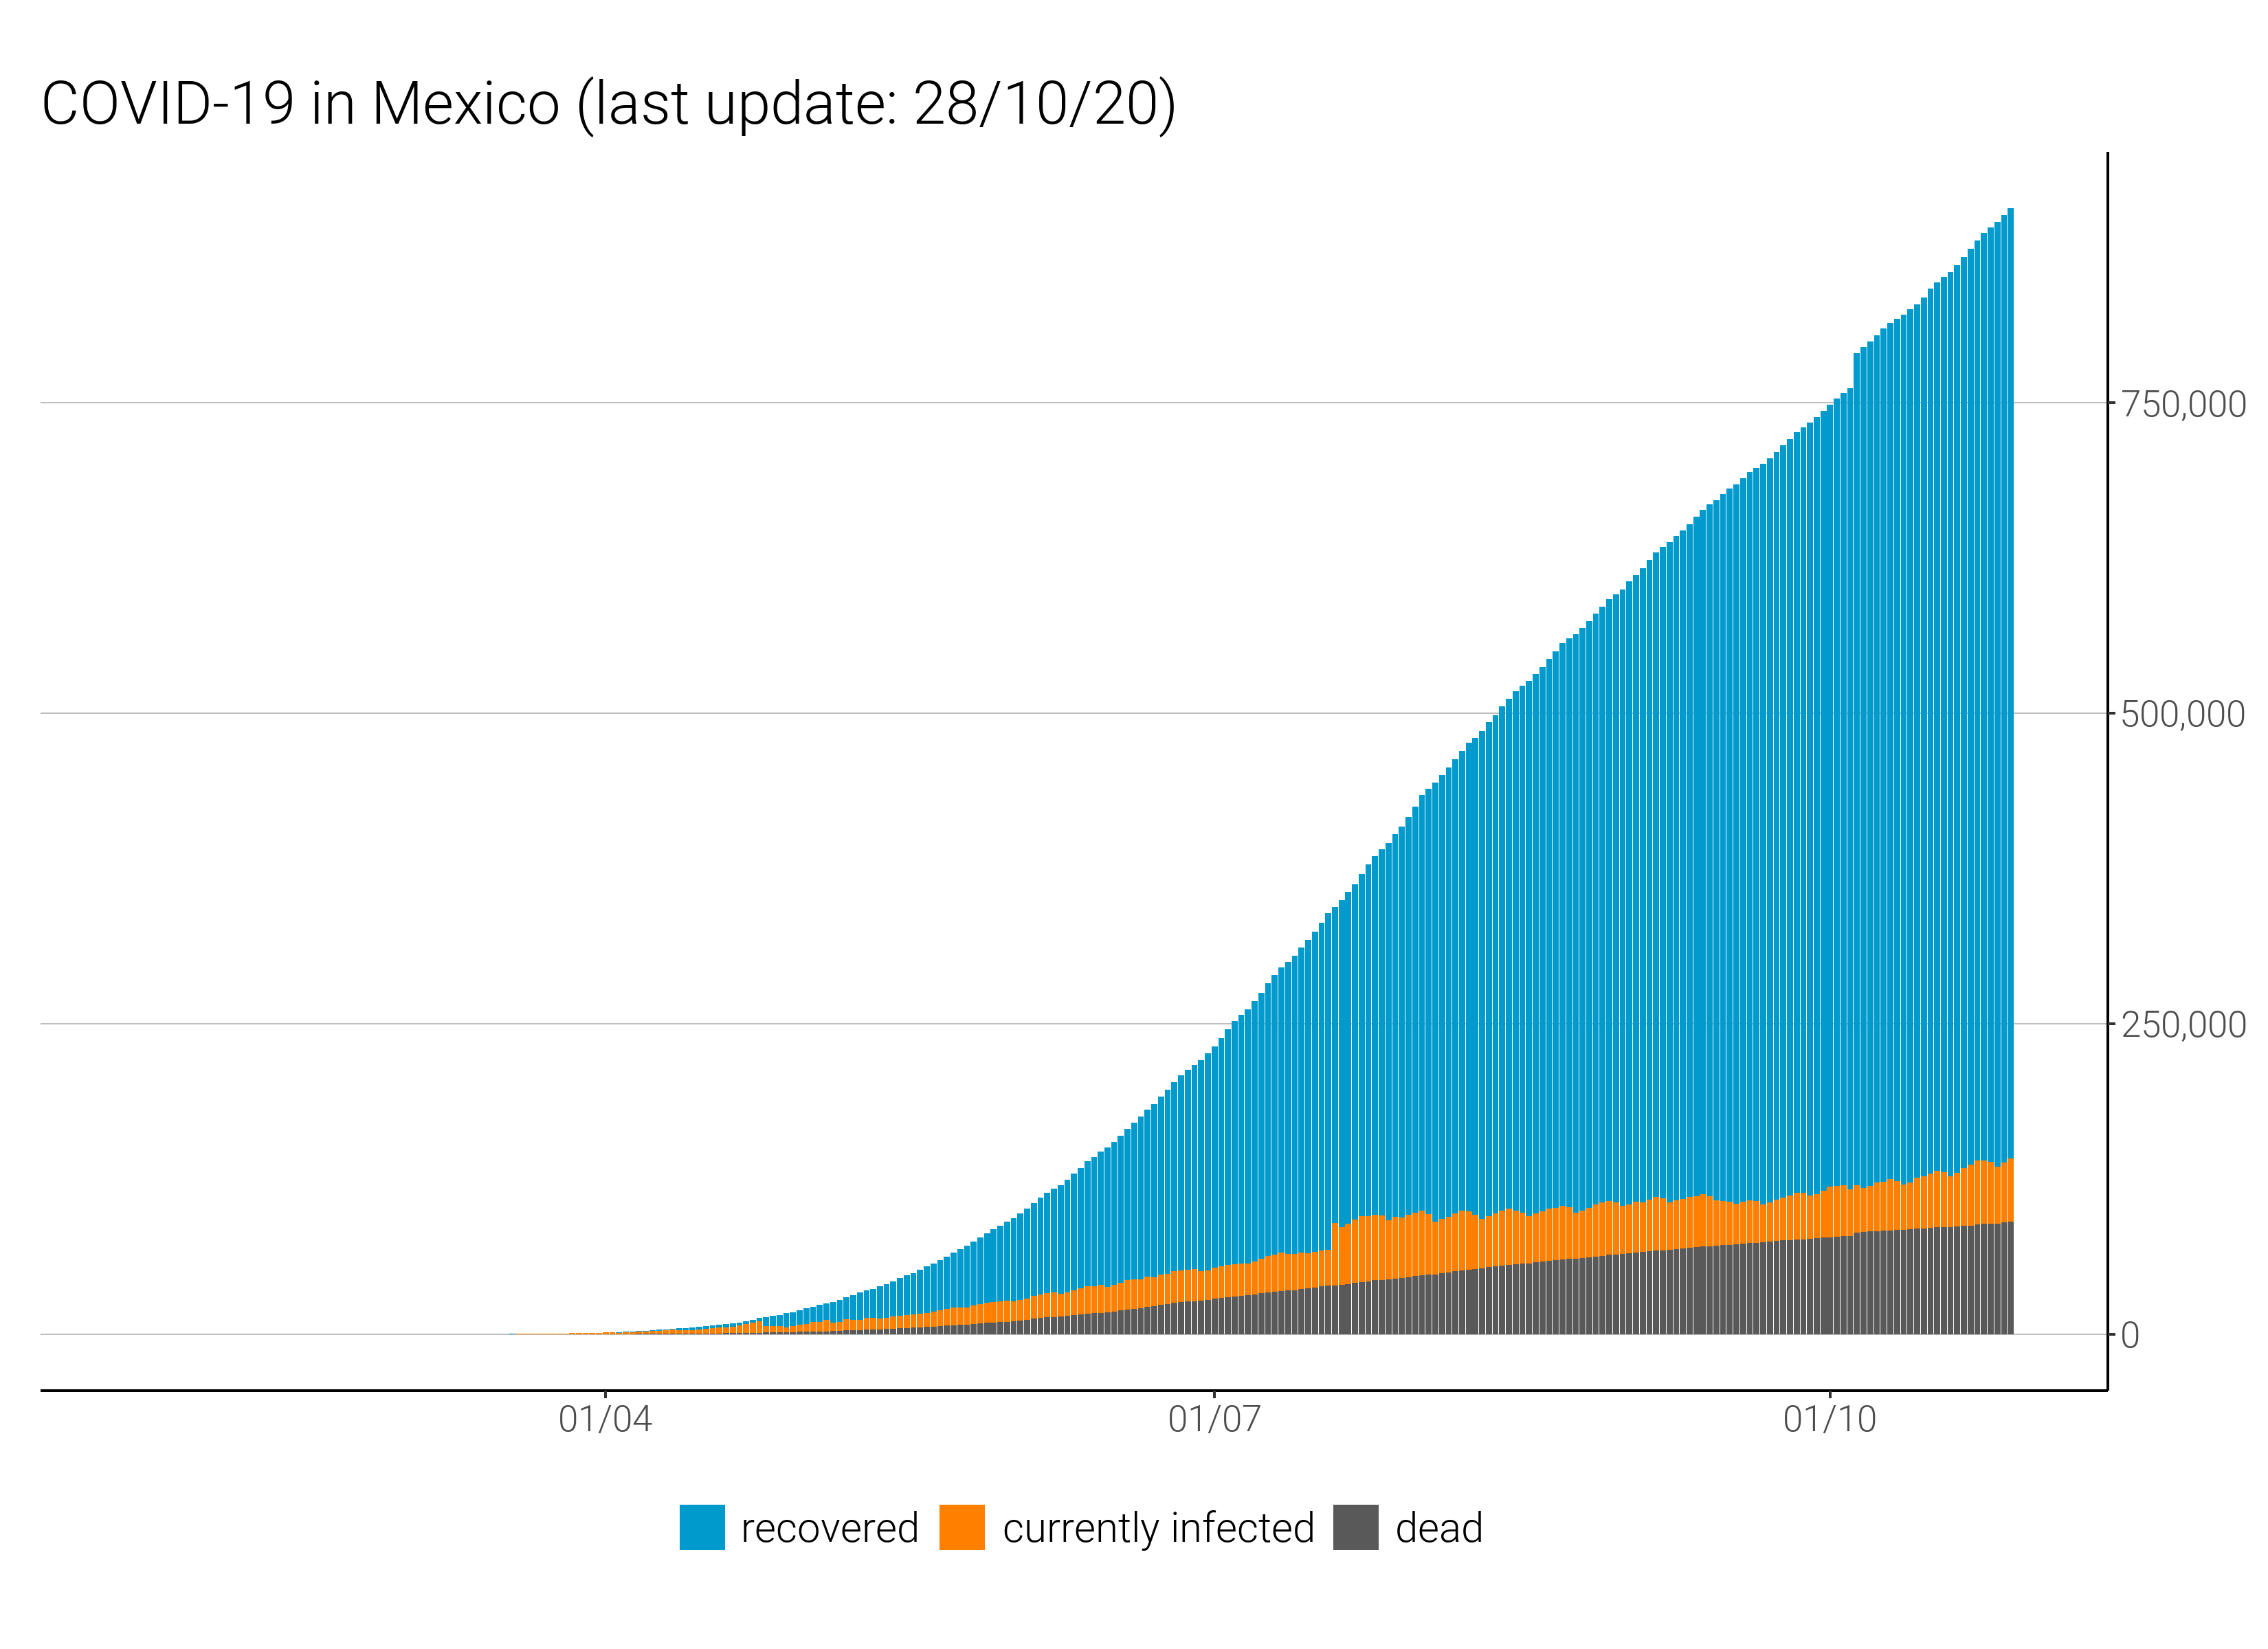 COVID-19 in Mexico (last update: 28/10/20)
750,000
500,000
250,000
0
01/04 01/07 01/10
recovered currently infected dead